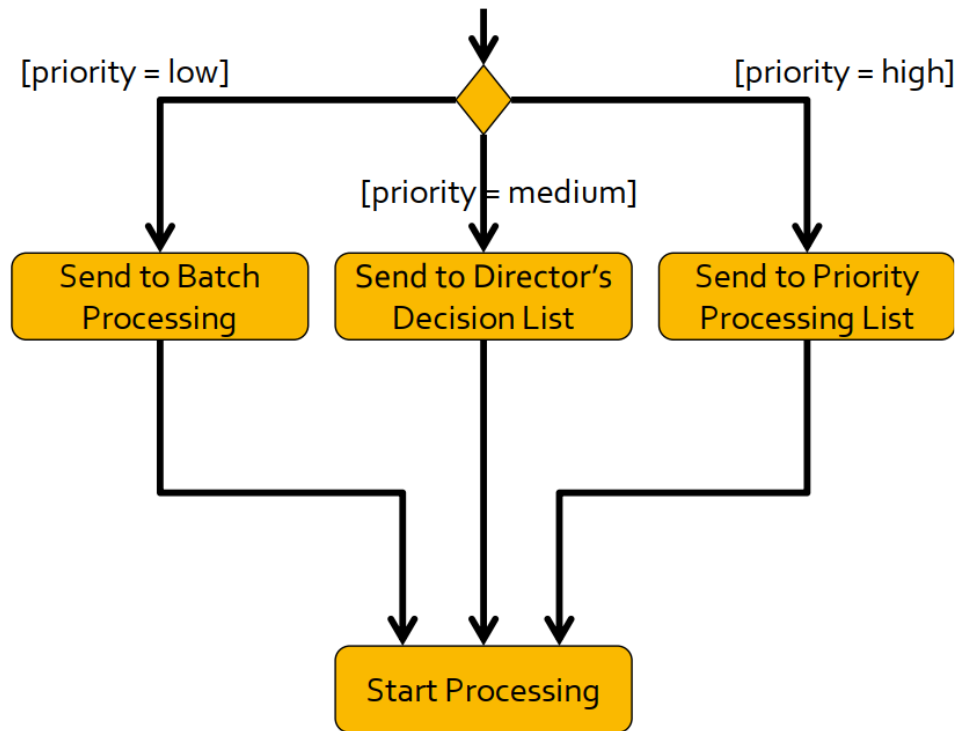 [priority = low]
[priority = high]
[priority = medium]
Send to Batch
Processing
Send to Director’s
Decision List
Send to Priority
Processing List
Start Processing